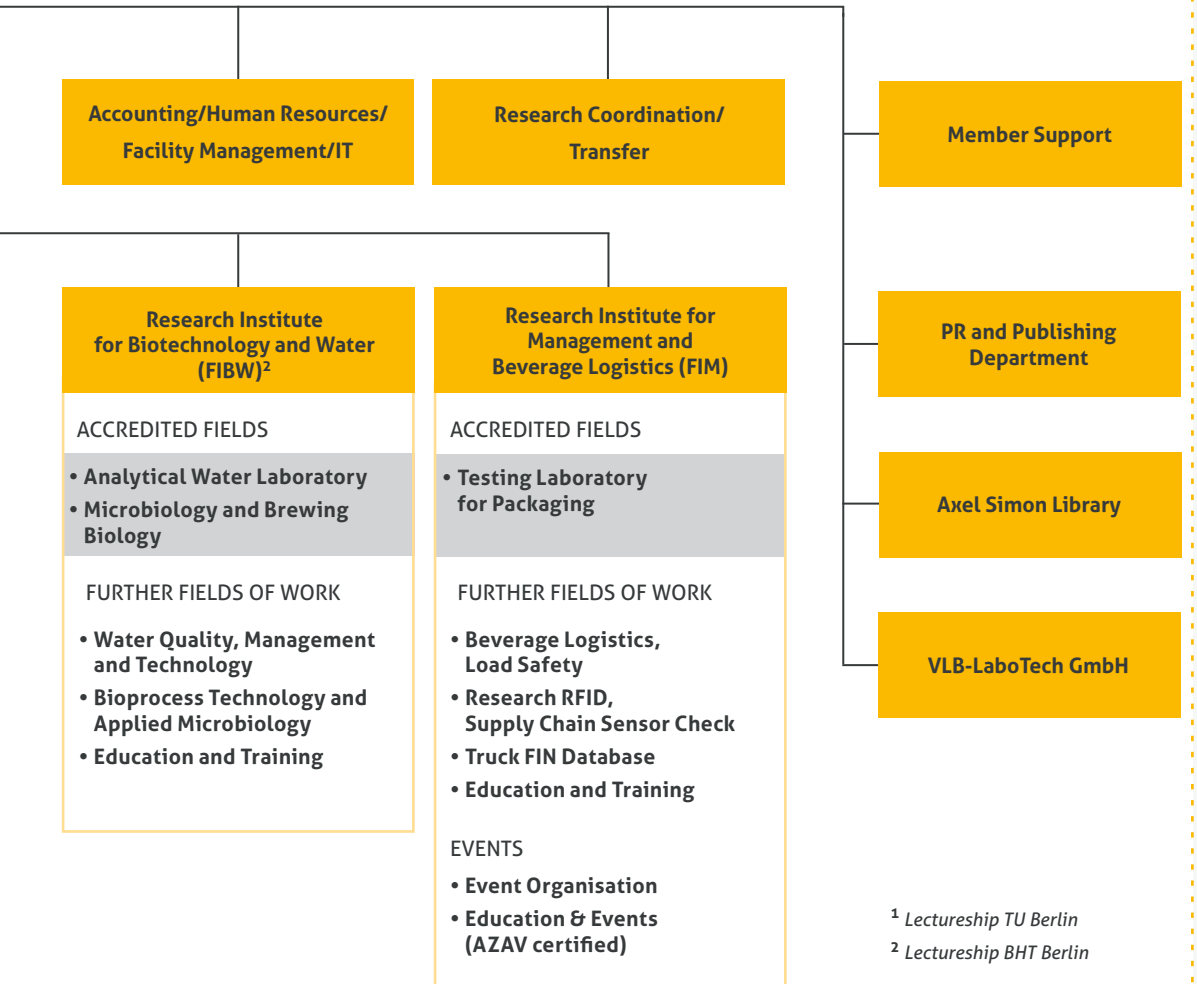 Accounting/Human Resources/
Facility Management/IT
Research Coordination/
Transfer
Member Support
Research Institute
for Biotechnology and Water
(FIBW)²
ACCREDITED FIELDS
• Analytical Water Laboratory
• Microbiology and Brewing
Biology
FURTHER FIELDS OF WORK
• Water Quality, Management
and Technology
• Bioprocess Technology and
Applied Microbiology
• Education and Training
Research Institute for
Management and
Beverage Logistics (FIM)
ACCREDITED FIELDS
• Testing Laboratory
for Packaging
FURTHER FIELDS OF WORK
• Beverage Logistics,
Load Safety
• Research RFID,
Supply Chain Sensor Check
• Truck FIN Database
• Education and Training
EVENTS
• Event Organisation
• Education & Events
(AZAV certified)
PR and Publishing
Department
Axel Simon Library
VLB-LaboTech GmbH
¹ Lectureship TU Berlin
² Lectureship BHT Berlin